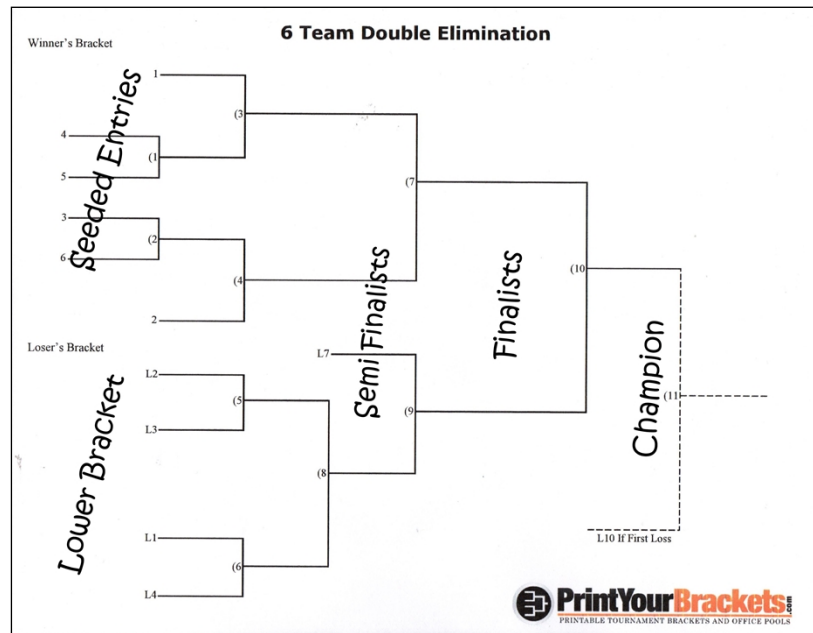 6 Team Double Elimination
Winner's Bracket
1
(3
4
(1
5
(7
3
(2
6
(4
(10
2
Seeded Entries
Semi Finalists
Finalists
Champion
Loser's Bracket
L7
L2
(5
(11
L3
(9
(8
Lower Bracket
L1
(6
L4
L10 If First Loss
PrintYourBrackets.com
PRINTABLE TOURNAMENT BRACKETS AND OFFICE POOLS